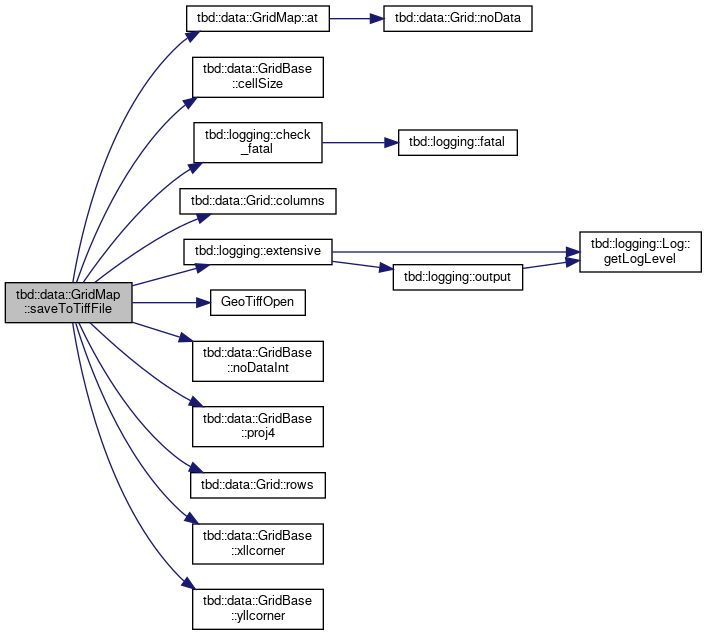 tbd::data::GridMap
::saveToTiffFile
tbd::data::GridMap::at
tbd::data::Grid::noData
tbd::data::GridBase
::cellSize
tbd::logging::check
_fatal
tbd::logging::fatal
tbd::data::Grid::columns
tbd::logging::extensive
tbd::logging::Log::
getLogLevel
tbd::logging::output
GeoTiffOpen
tbd::data::GridBase
::noDataInt
tbd::data::GridBase
::proj4
tbd::data::Grid::rows
tbd::data::GridBase
::xllcorner
tbd::data::GridBase
::yllcorner